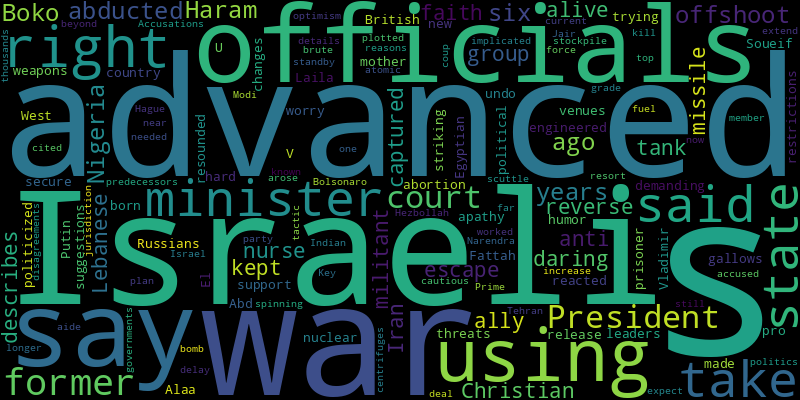 Boko abducted Haram officials faith six alive trying offshoot
beyond Accusations British optimism current Jair
right U plotted details brute reasons implicated stockpile
thousands weapons country changes mother Laila new group standby coup force kill top Soueif extend
advanced missile
West Hague near Modi worry undo venues grade fuel member
cited needed Nigeria resounded V captured striking Egyptian political ago engineered atomic tank now restrictions
secure predecessors hard known one abortion resort scuttle
born arose Bolsonaro demanding
Israelis minister court years said state
describes politicized disagreements Putin suggestions jurisdiction Lebanese Russians Israel party tactic Indian Hezbollah apathy far reverse humor
nurse militant worked Narendra anti prisoner Vladimir gallows
kept El Key Fattah daring accused
plan support cautious escape Prime reacted increase still
say war Abd spinning Iran Tehran
aide nuclear ally President pro
longer governments bomb centrifuges threats using release leaders made politics take
former Alaa delay deal Christian expect